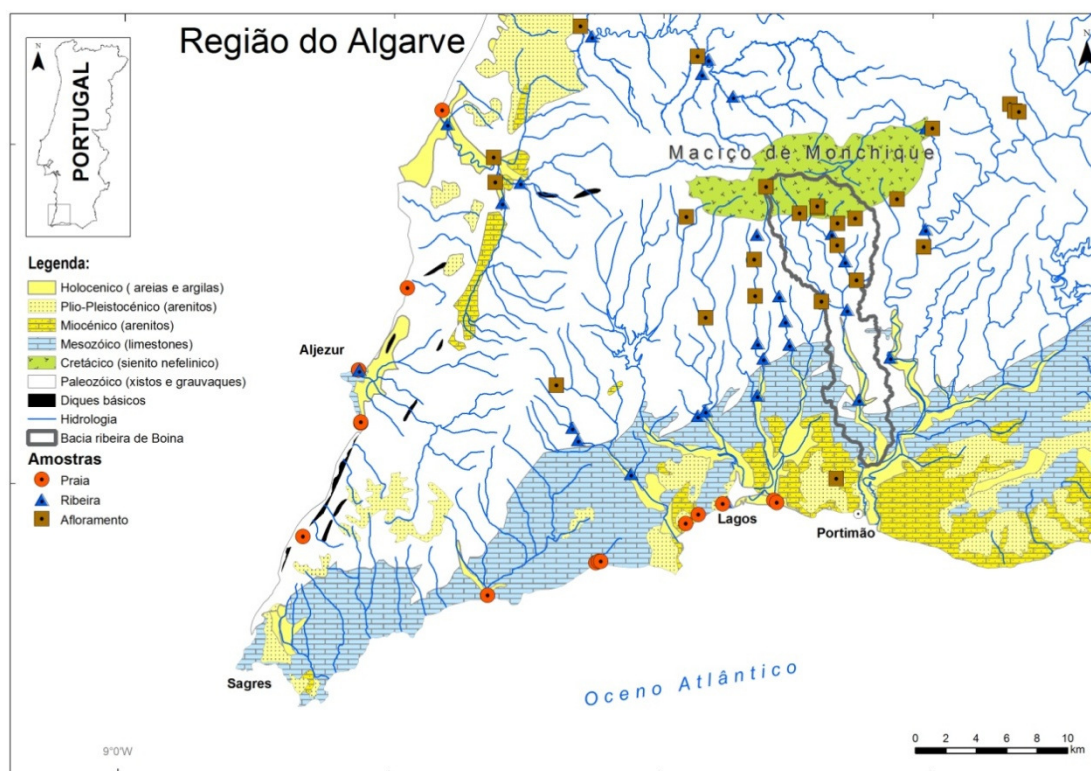 Região do Algarve
N
PORTUGAL
N
Maciço de Monchique
Legenda:
Holocenico ( areias e argilas)
Plio-Pleistocénico (arenitos)
Miocénico (arenitos)
Mesozóico (limestones)
Cretácico (sienito nefelinico)
Paleozóico (xistos e grauvaques)
Diques básicos
Hidrologia
Bacia ribeira de Boina
Amostras
Praia
Ribeira
Afloramento
Aljezur
Lagos
Portimão
Sagres
Oceno Atlântico
9°0'W
0 2 4 6 8 10
km